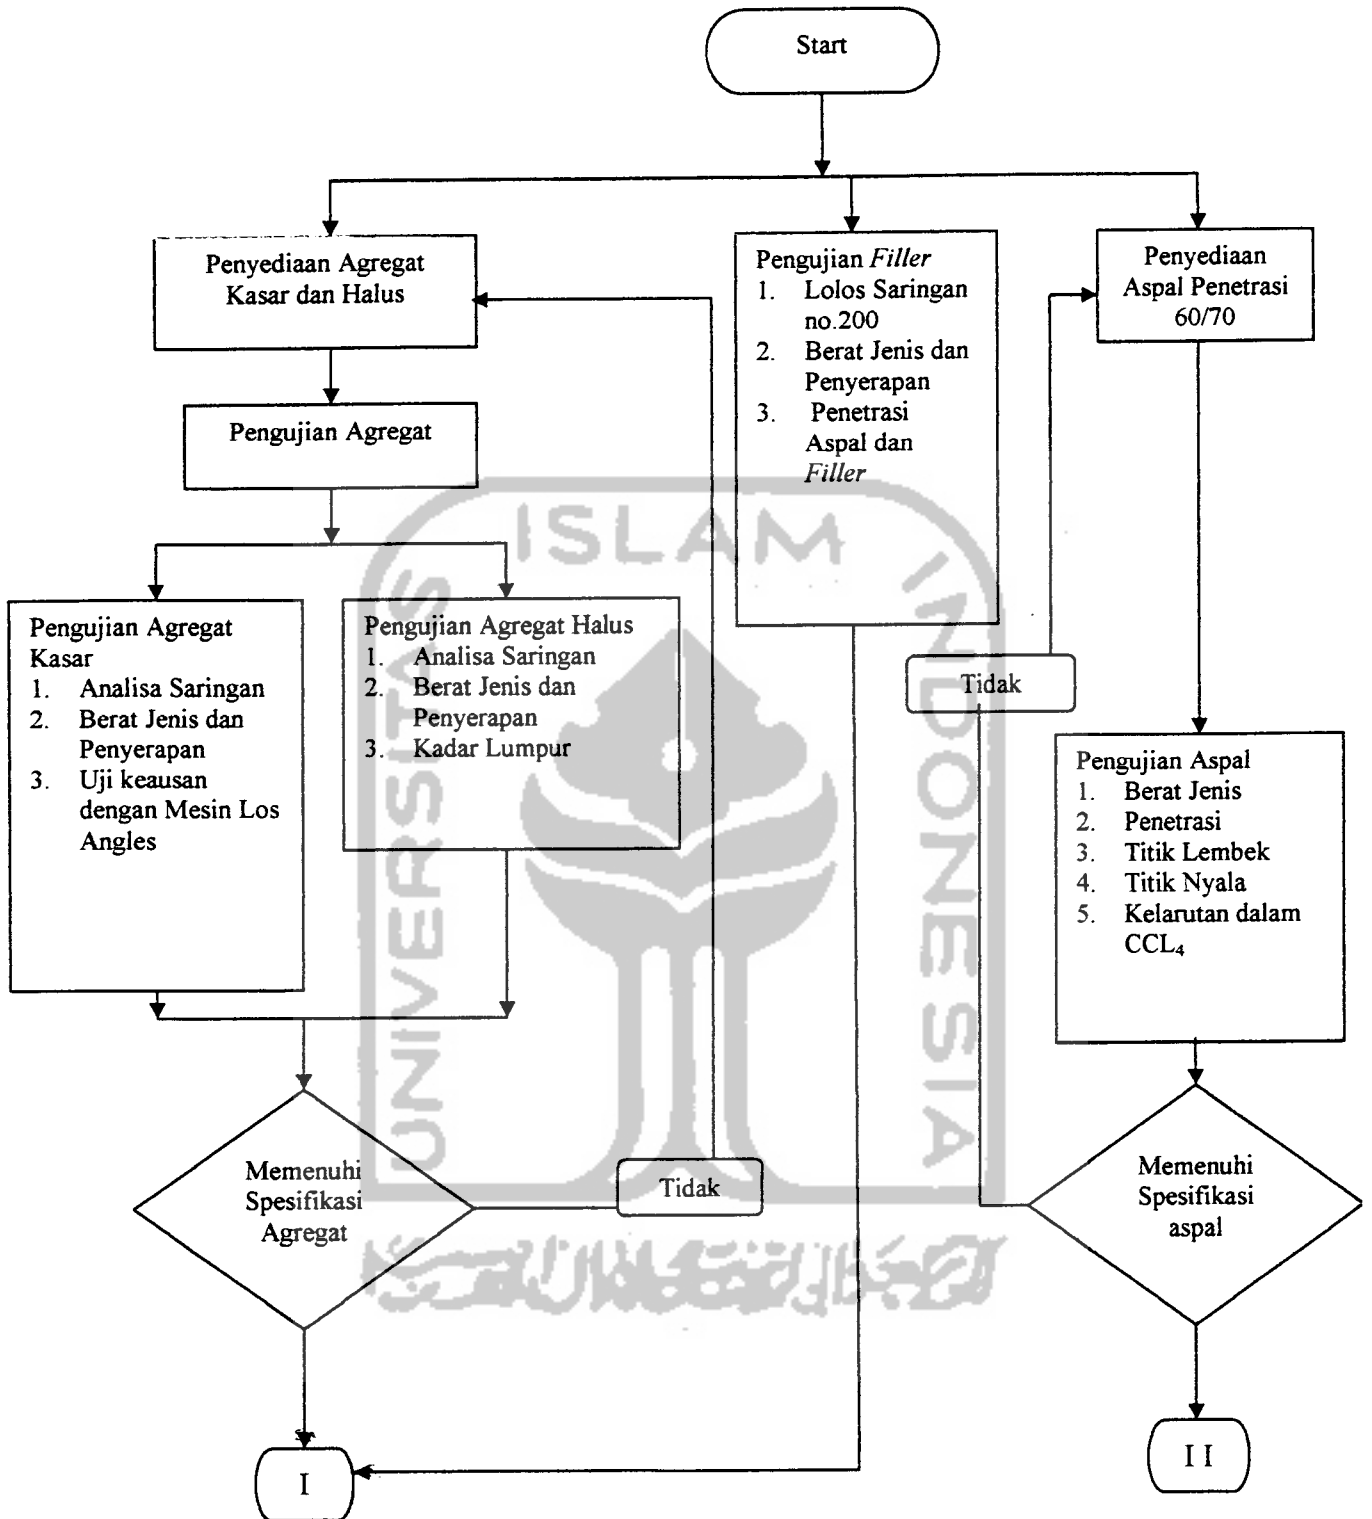 Start
Penyediaan Agregat
Kasar dan Halus
Pengujian Filler
1. Lolos Saringan
no.200
2. Berat Jenis dan
Penyerapan
3. Penetrasi
Aspal dan
Filler
Penyediaan
Aspal Penetrasi
60/70
Pengujian Agregat
Pengujian Agregat
Kasar
1. Analisa Saringan
2. Berat Jenis dan
Penyerapan
3. Uji keausan
dengan Mesin Los
Angles
Pengujian Agregat Halus
1. Analisa Saringan
2. Berat Jenis dan
Penyerapan
3. Kadar Lumpur
Tidak
Pengujian Aspal
1. Berat Jenis
2. Penetrasi
3. Titik Lembek
4. Titik Nyala
5. Kelarutan dalam
CCL₄
Memenuhi
Spesifikasi
Agregat
Tidak
Memenuhi
Spesifikasi
aspal
I
I I
UNIVERSITAS
ISLAM
INDONESIA